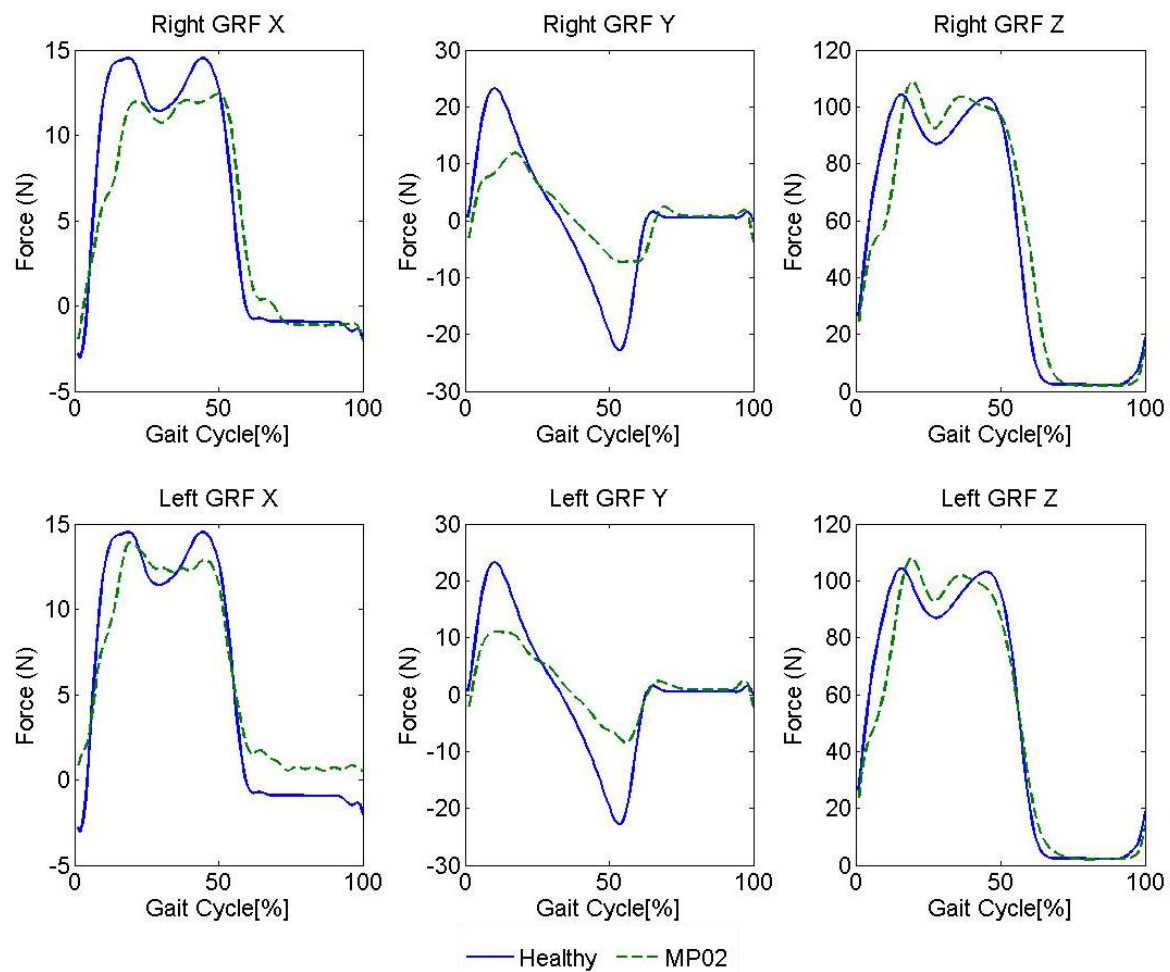 Right GRF X
Right GRF Y
Right GRF Z
15
10
5
0
-5
Force (N)
0
50
100
Gait Cycle[%]
30
20
10
0
-10
-20
-30
Force (N)
0
50
100
Gait Cycle[%]
120
100
80
60
40
20
0
Force (N)
0
50
100
Gait Cycle[%]
Left GRF X
Left GRF Y
Left GRF Z
15
10
5
0
-5
Force (N)
0
50
100
Gait Cycle[%]
30
20
10
0
-10
-20
-30
Force (N)
0
50
100
Gait Cycle[%]
120
100
80
60
40
20
0
Force (N)
0
50
100
Gait Cycle[%]
Healthy
MP02